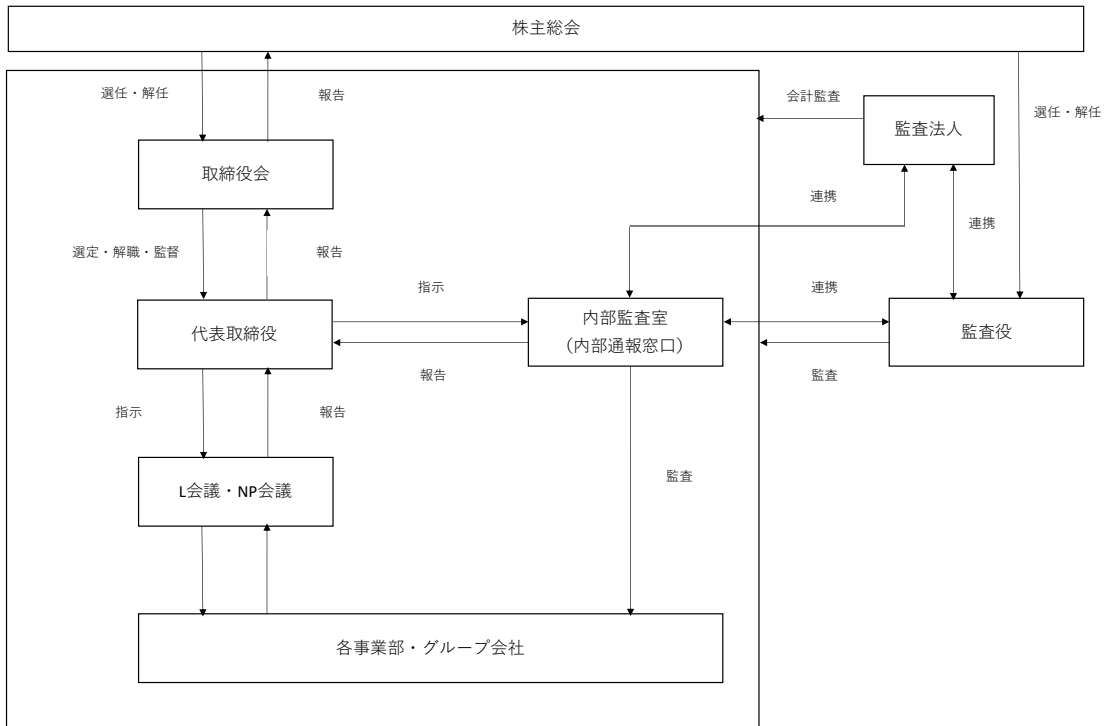 株主総会
選任・解任
報告
会計監査
監査法人
選任・解任
取締役会
連携
連携
選定・解職・監督
報告
指示
連携
代表取締役
内部監査室
（内部通報窓口）
監査役
報告
監査
指示
報告
L会議・NP会議
監査
各事業部・グループ会社